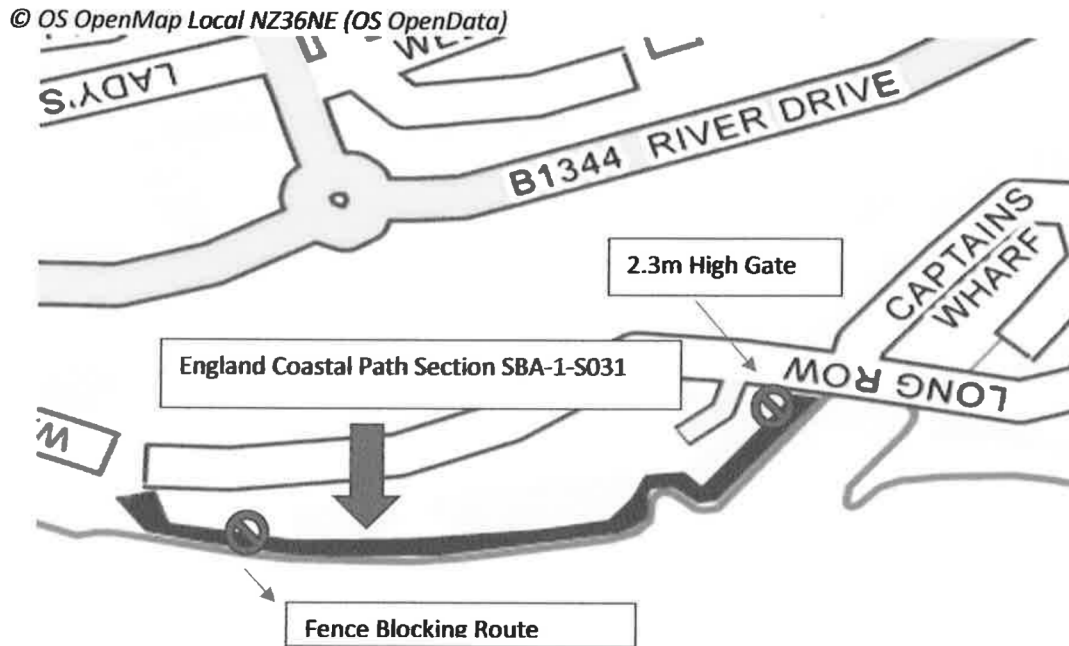 © OS OpenMap Local NZ36NE (OS OpenData)
LADY'S
B1344 RIVER DRIVE
2.3m High Gate
CAPTAINS
WHARF
England Coastal Path Section SBA-1-S031
LONG ROW
Fence Blocking Route